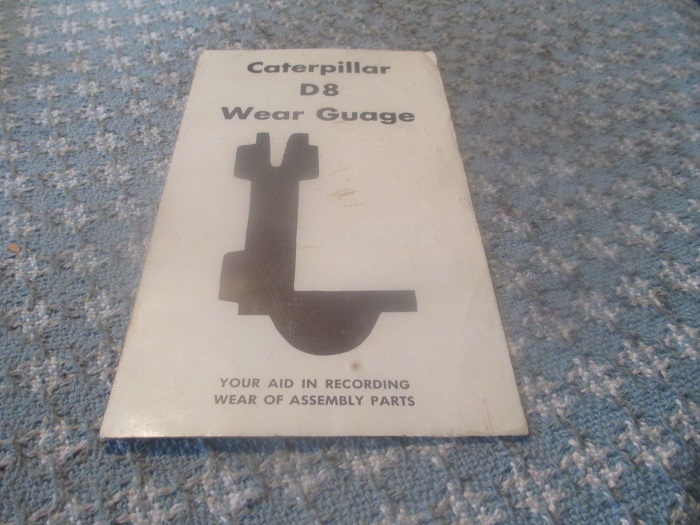 Caterpillar
D8
Wear Guage
YOUR AID IN RECORDING
WEAR OF ASSEMBLY PARTS